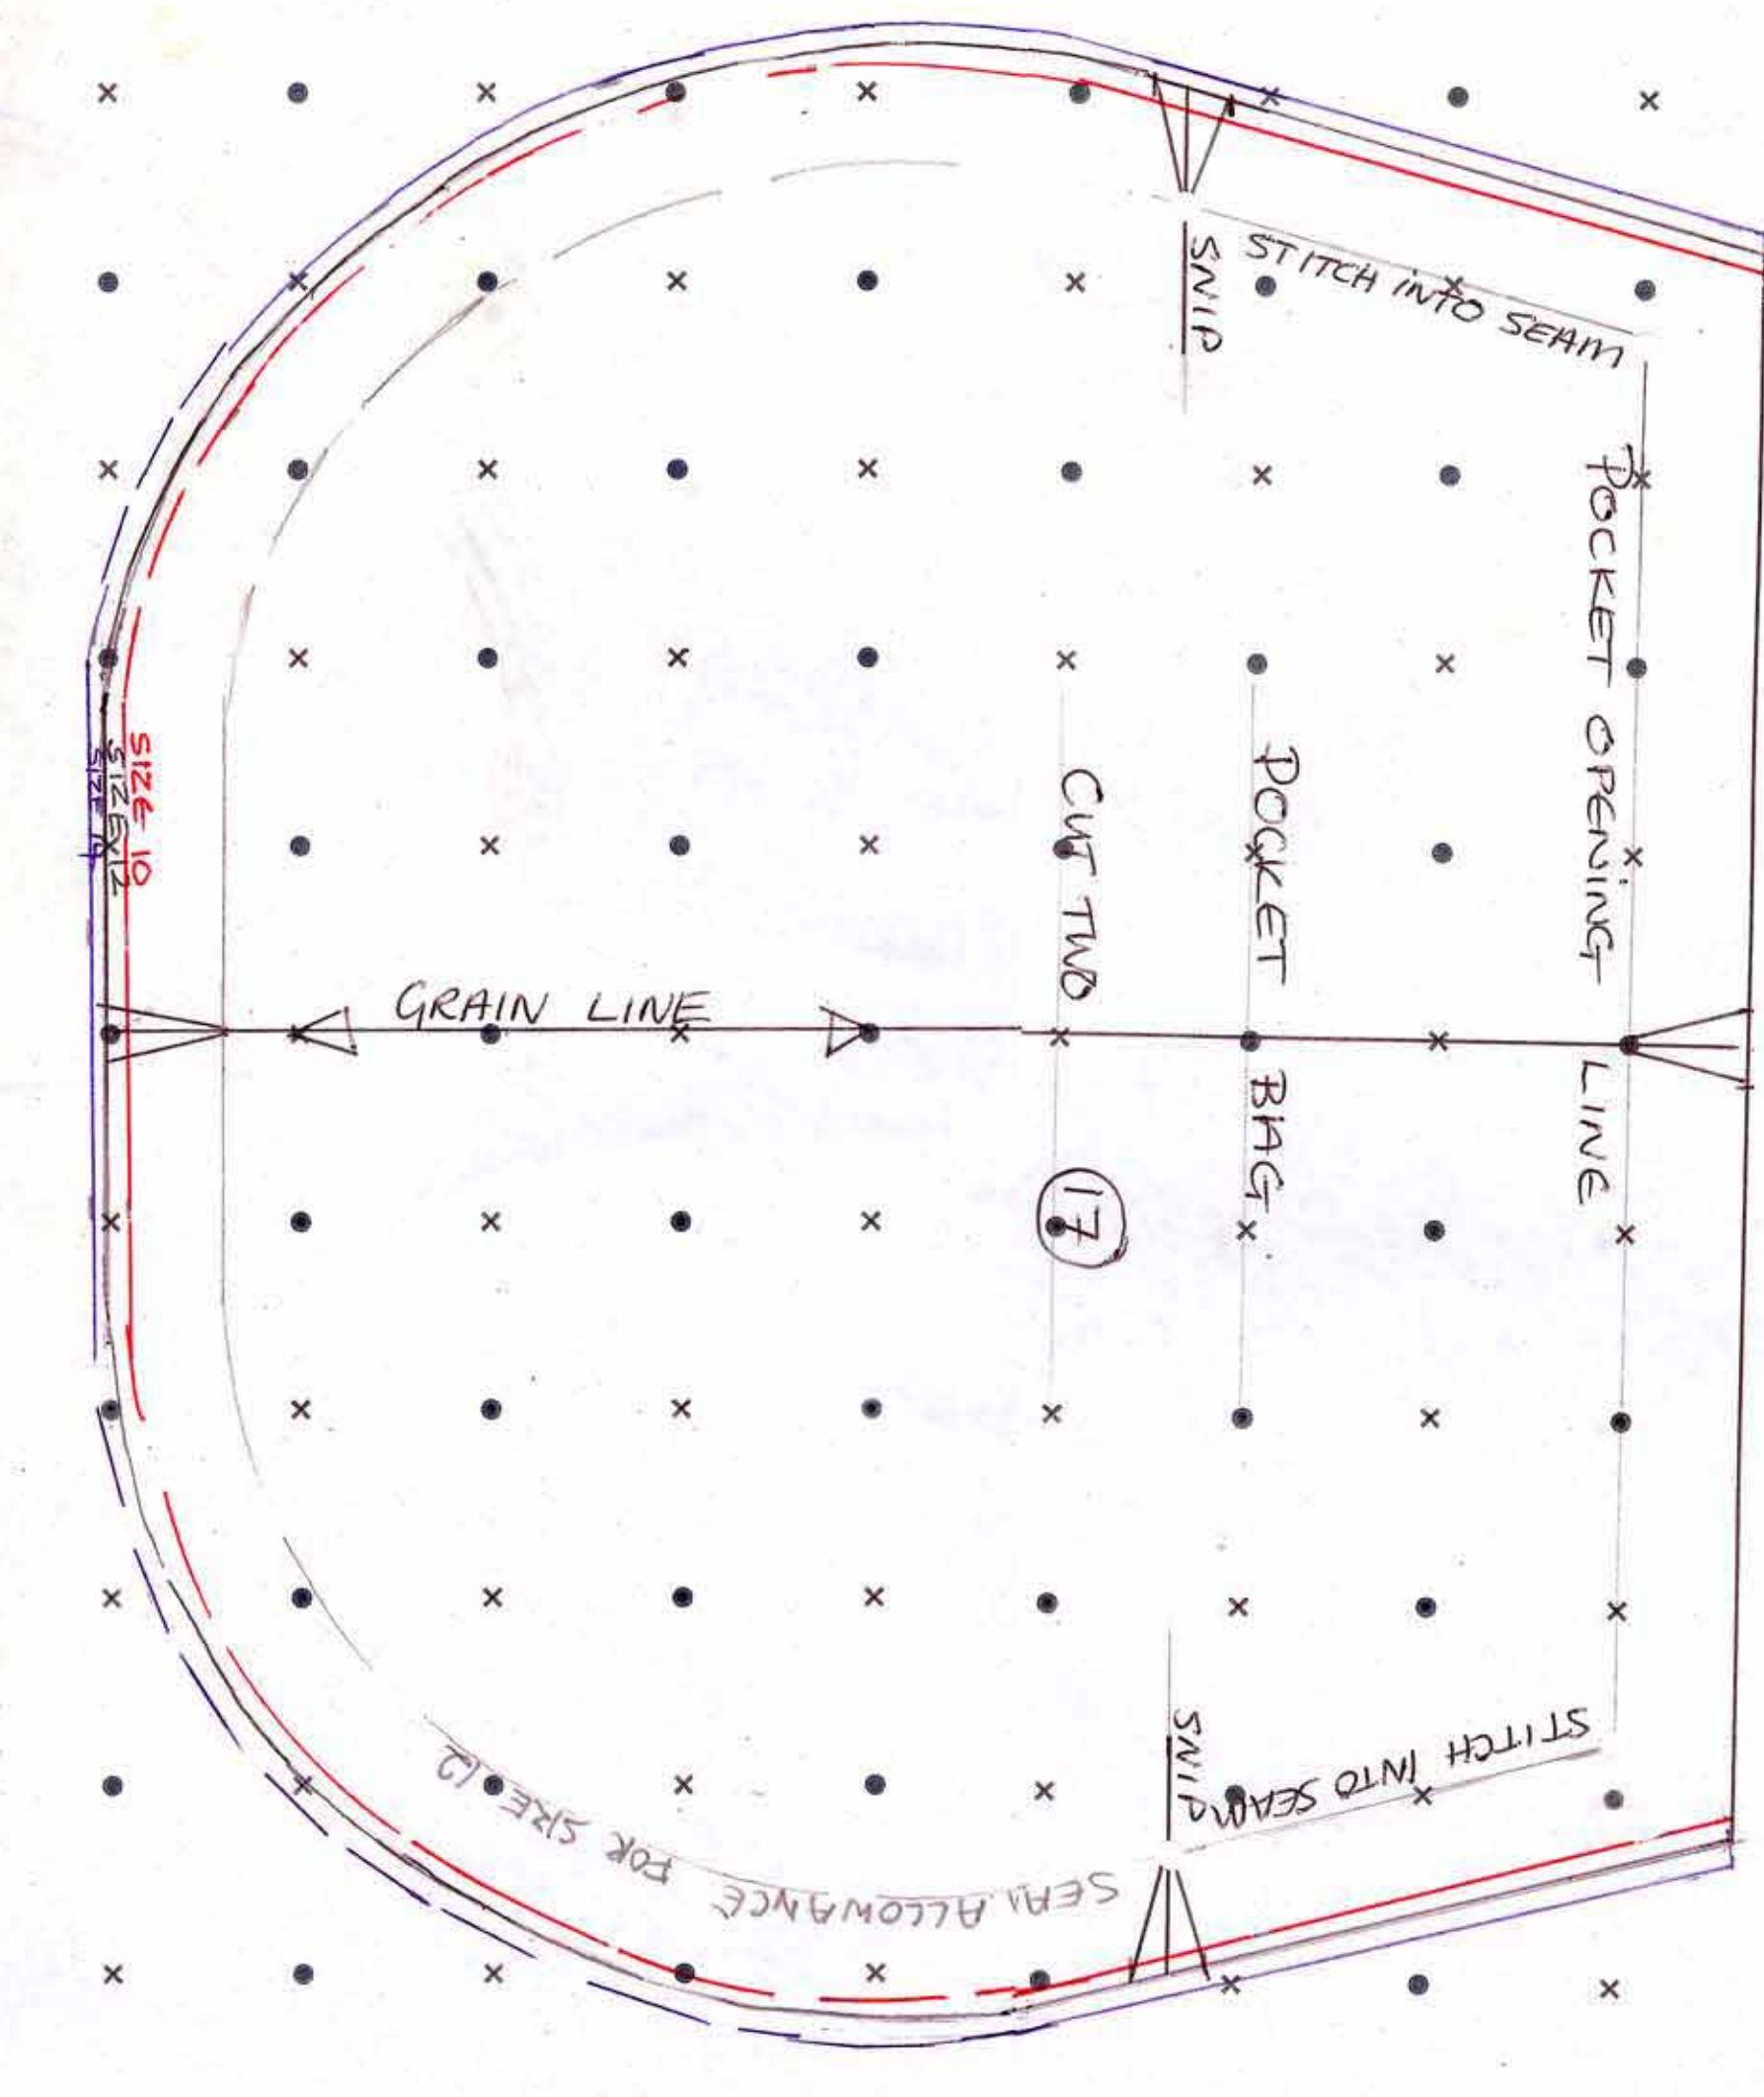 STITCH iNTO SEAM
SNIP
POCKET OPENiNG LINE
POCKET BAG
CUT TWO
17
GRAIN LINE
SIZE 10
SIZE 12
SIZE
STITCH INTO SEAM
SNIP
SEAM ALLOWANCE FOR SIZE 12